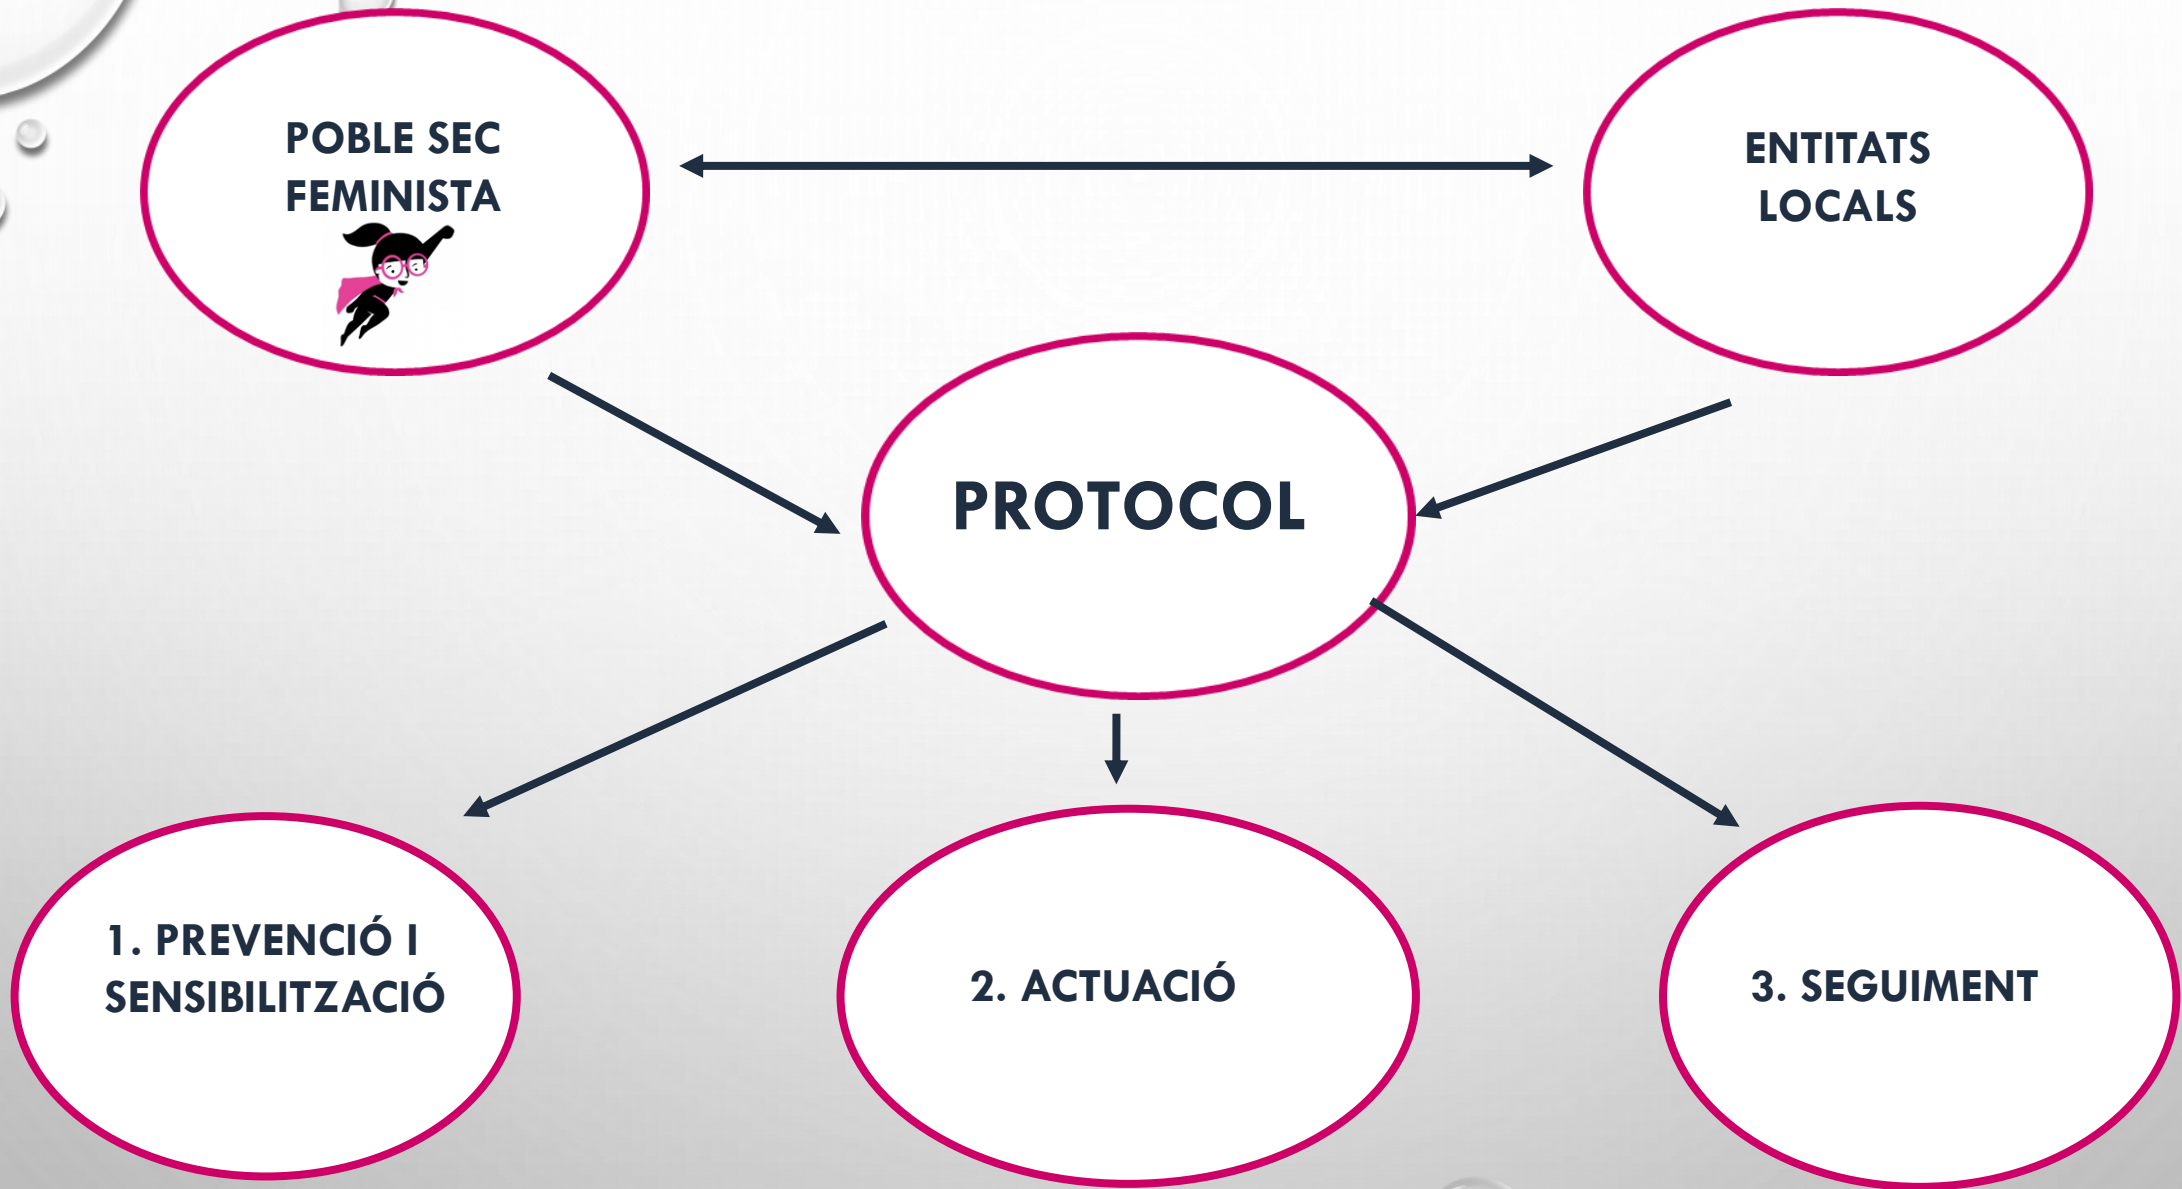 POBLE SEC
FEMINISTA
ENTITATS
LOCALS
PROTOCOL
1. PREVENCIÓ I
SENSIBILITZACIÓ
2. ACTUACIÓ
3. SEGUIMENT